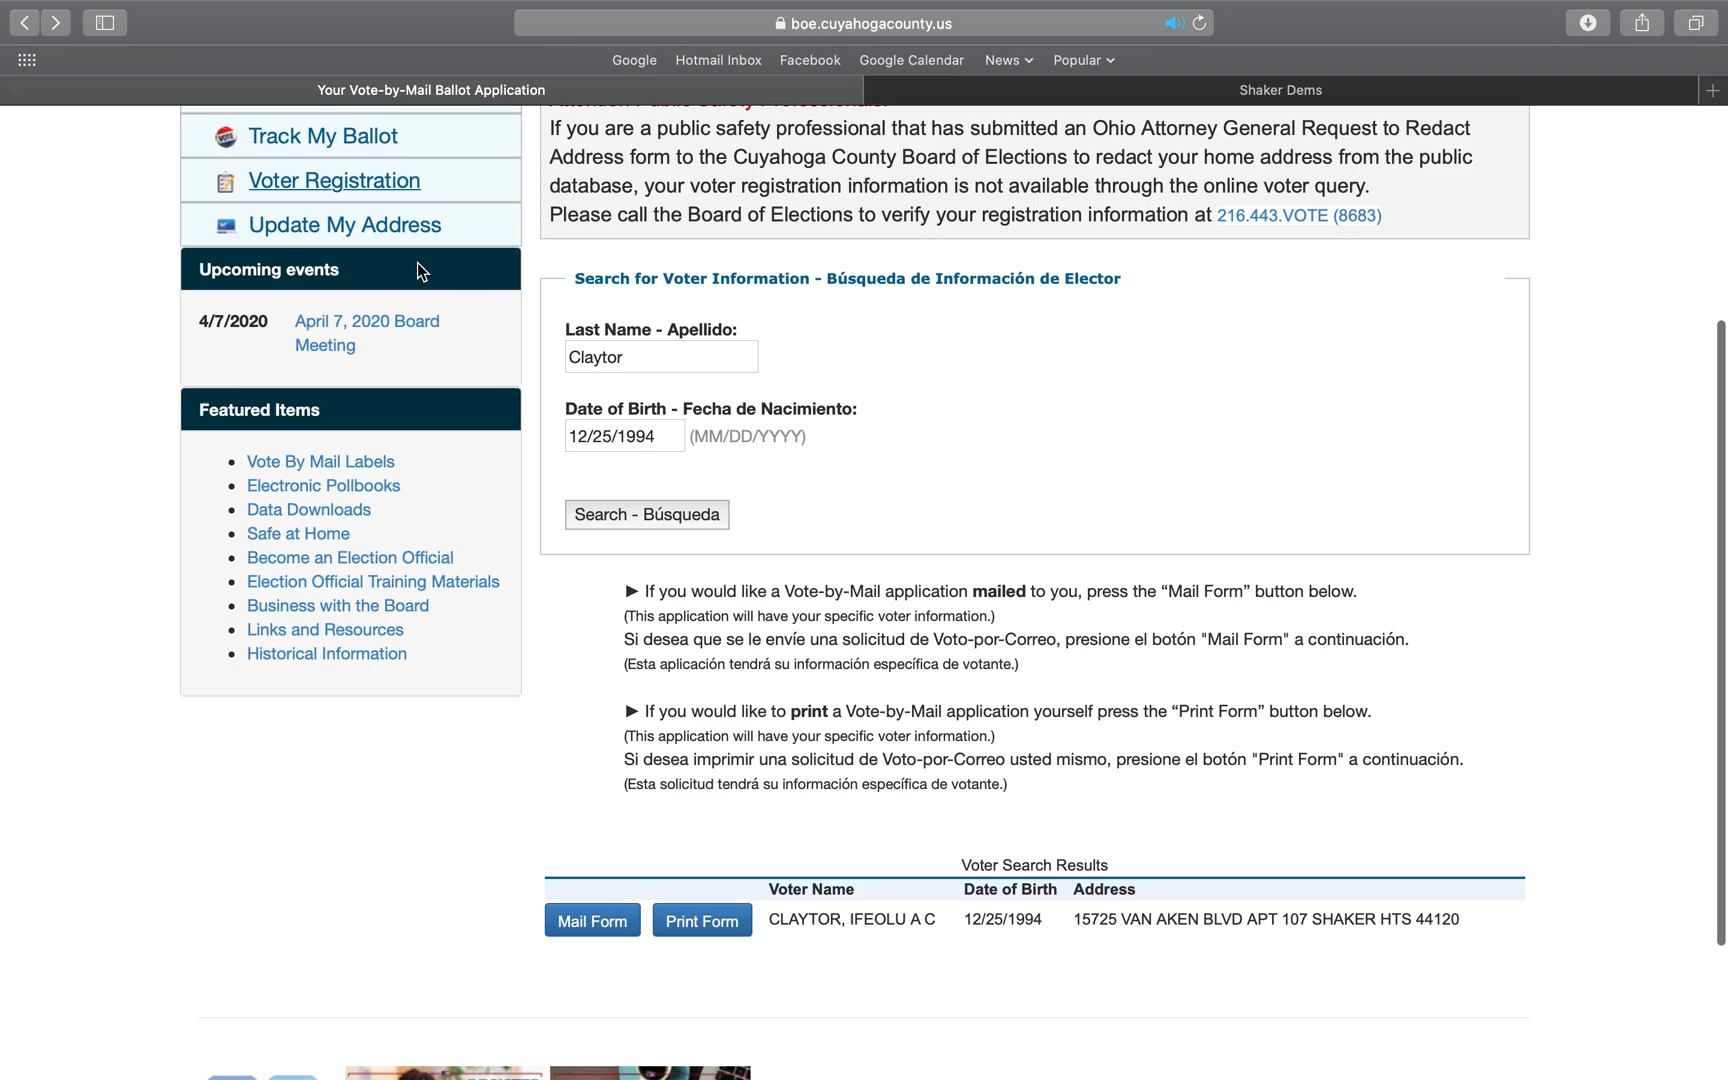 boe.cuyahogacounty.us
Google Hotmail Inbox Facebook Google Calendar News Popular
Your Vote-by-Mail Ballot Application
Shaker Dems
Track My Ballot
Voter Registration
Update My Address
Upcoming events
4/7/2020 April 7, 2020 Board
Meeting
Featured Items
Vote By Mail Labels
Electronic Pollbooks
Data Downloads
Safe at Home
Become an Election Official
Election Official Training Materials
Business with the Board
Links and Resources
Historical Information
If you are a public safety professional that has submitted an Ohio Attorney General Request to Redact
Address form to the Cuyahoga County Board of Elections to redact your home address from the public
database, your voter registration information is not available through the online voter query.
Please call the Board of Elections to verify your registration information at 216.443.VOTE (8683)
Search for Voter Information - Búsqueda de Información de Elector
Last Name - Apellido:
Claytor
Date of Birth - Fecha de Nacimiento:
12/25/1994 (MM/DD/YYYY)
Search - Búsqueda
► If you would like a Vote-by-Mail application mailed to you, press the “Mail Form” button below.
(This application will have your specific voter information.)
Si desea que se le envíe una solicitud de Voto-por-Correo, presione el botón "Mail Form" a continuación.
(Esta aplicación tendrá su información específica de votante.)
► If you would like to print a Vote-by-Mail application yourself press the “Print Form” button below.
(This application will have your specific voter information.)
Si desea imprimir una solicitud de Voto-por-Correo usted mismo, presione el botón "Print Form" a continuación.
(Esta solicitud tendrá su información específica de votante.)
Voter Search Results
Voter Name Date of Birth Address
Mail Form Print Form CLAYTOR, IFEOLU A C 12/25/1994 15725 VAN AKEN BLVD APT 107 SHAKER HTS 44120